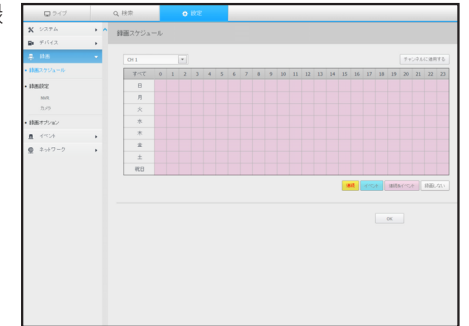 ライブ
検索
設定
システム
デバイス
録画
録画スケジュール
録画設定
カメラ
録画オプション
イベント
ネットワーク
録画スケジュール
CH 1
チャンネルに適用する
すべて 0 1 2 3 4 5 6 7 8 9 10 11 12 13 14 15 16 17 18 19 20 21 22 23
日
月
火
水
木
金
土
祝日
連続 イベント 連続&イベント 録画しない
OK